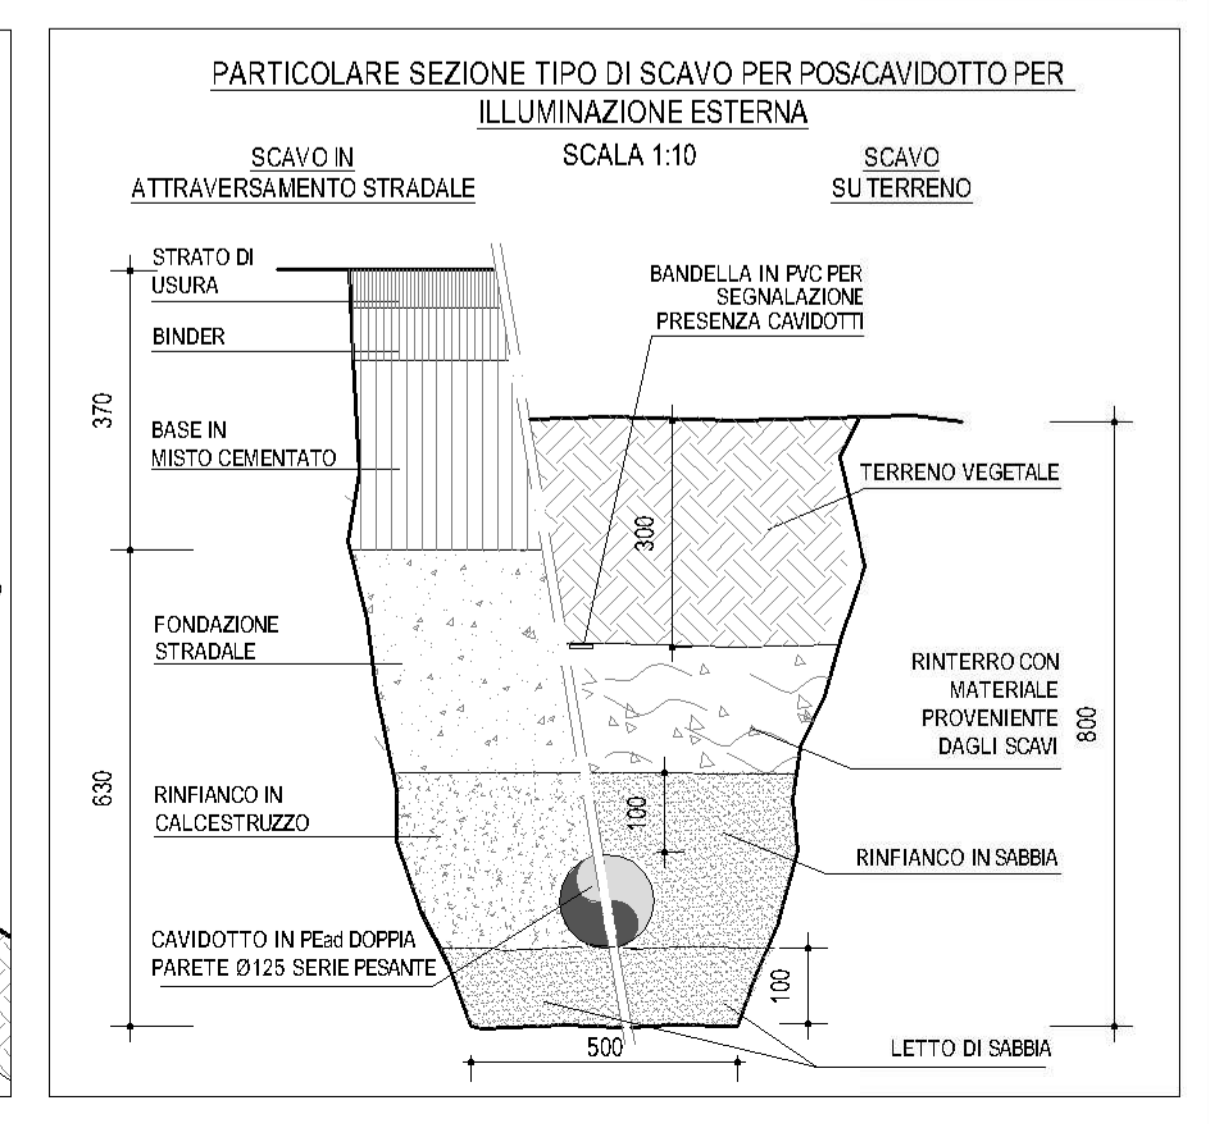 PARTICOLARE SEZIONE TIPO DI SCAVO PER POS/CAVIDOTTO PER
ILLUMINAZIONE ESTERNA
SCALA 1:10
SCAVO IN
ATTRAVERSAMENTO STRADALE
SCAVO
SU TERRENO
STRATO DI
USURA
BINDER
BASE IN
MISTO CEMENTATO
370
FONDAZIONE
STRADALE
630
RINFIANCO IN
CALCESTRUZZO
CAVIDOTTO IN PEad DOPPIA
PARETE Ø125 SERIE PESANTE
BANDELLA IN PVC PER
SEGNALAZIONE
PRESENZA CAVIDOTTI
300
TERRENO VEGETALE
RINTERRO CON
MATERIALE
PROVENIENTE
DAGLI SCAVI
800
100
RINFIANCO IN SABBIA
100
LETTO DI SABBIA
500